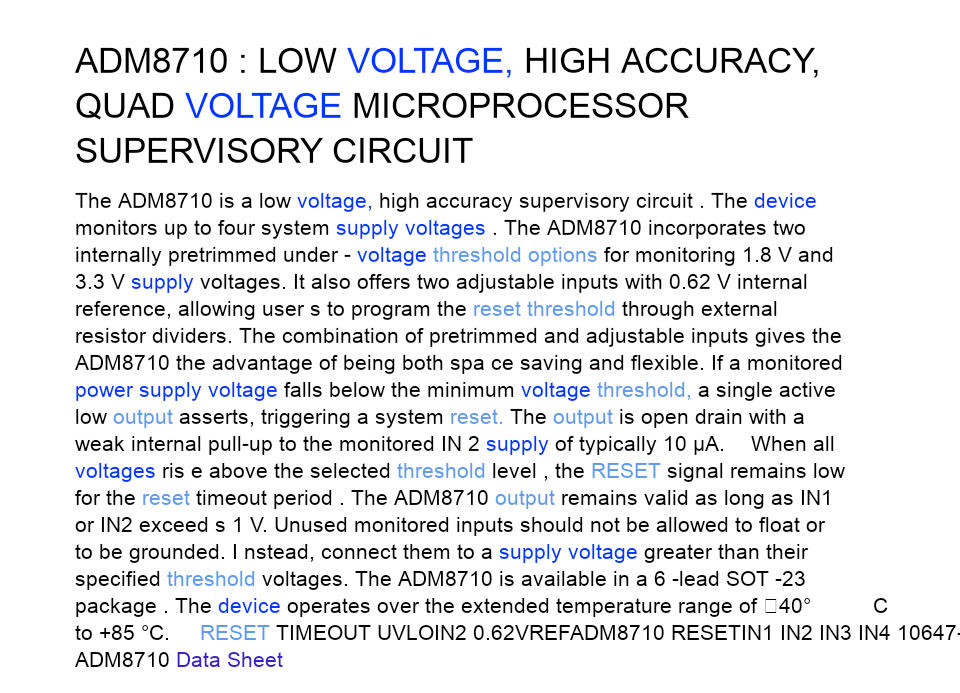 ADM8710 : LOW VOLTAGE, HIGH ACCURACY,
QUAD VOLTAGE MICROPROCESSOR
SUPERVISORY CIRCUIT
The ADM8710 is a low voltage, high accuracy supervisory circuit . The device
monitors up to four system supply voltages . The ADM8710 incorporates two
internally pretrimmed under - voltage threshold options for monitoring 1.8 V and
3.3 V supply voltages. It also offers two adjustable inputs with 0.62 V internal
reference, allowing user s to program the reset threshold through external
resistor dividers. The combination of pretrimmed and adjustable inputs gives the
ADM8710 the advantage of being both spa ce saving and flexible. If a monitored
power supply voltage falls below the minimum voltage threshold, a single active
low output asserts, triggering a system reset. The output is open drain with a
weak internal pull-up to the monitored IN 2 supply of typically 10 µA. When all
voltages ris e above the selected threshold level , the RESET signal remains low
for the reset timeout period . The ADM8710 output remains valid as long as IN1
or IN2 exceed s 1 V. Unused monitored inputs should not be allowed to float or
to be grounded. I nstead, connect them to a supply voltage greater than their
specified threshold voltages. The ADM8710 is available in a 6 -lead SOT -23
package . The device operates over the extended temperature range of □40° C
to +85 °C. RESET TIMEOUT UVLOIN2 0.62VREFADM8710 RESETIN1 IN2 IN3 IN4 10647-
ADM8710 Data Sheet